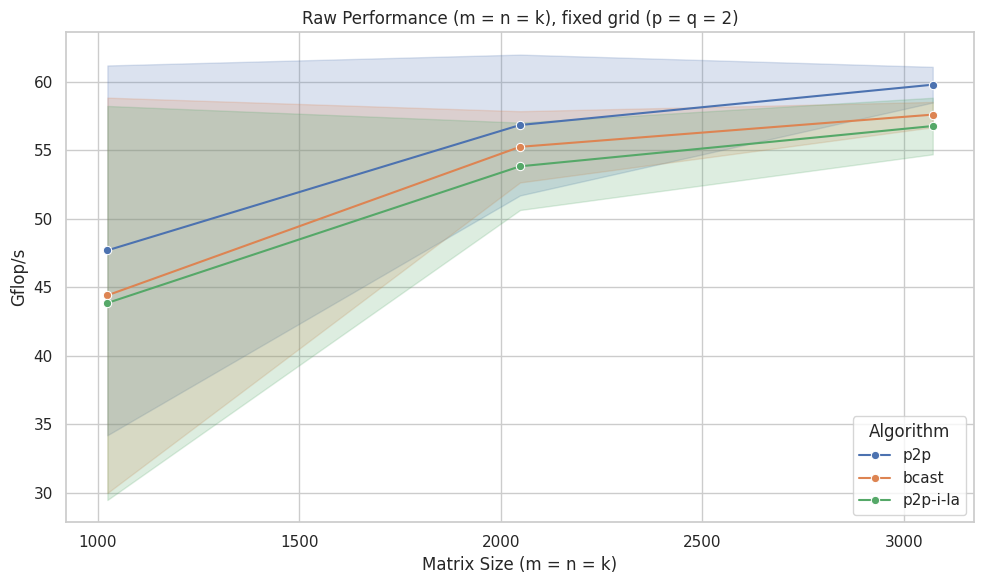 Raw Performance (m = n = k), fixed grid (p = q = 2)
Gflop/s
60
55
50
45
40
35
30
1000
1500
2000
2500
3000
Matrix Size (m = n = k)
Algorithm
p2p
bcast
p2p-i-la